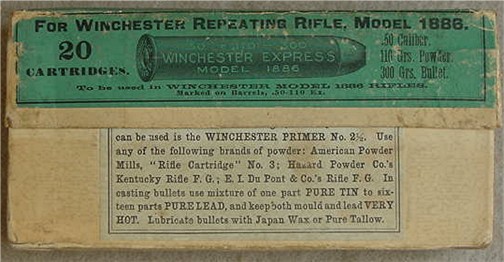 FOR WINCHESTER REPEATING RIFLE, MODEL 1886.
20
CARTRIDGES.
WINCHESTER EXPRESS
MODEL 1886
.50 Caliber.
110 Grs. Powder.
300 Grs. Bullet.
To be used in WINCHESTER MODEL 1886 RIFLES.
Marked on Barrels, .50-110 Ex.
can be used is the WINCHESTER PRIMER No. 2½. Use
any of the following brands of powder: American Powder
Mills, "Rifle Cartridge" No. 3; Hazard Powder Co.'s
Kentucky Rifle F. G.; E. I. Du Pont & Co.'s Rifle F. G. In
casting bullets use mixture of one part PURE TIN to six-
teen parts PURE LEAD, and keep both mould and lead VERY
HOT. Lubricate bullets with Japan Wax or Pure Tallow.